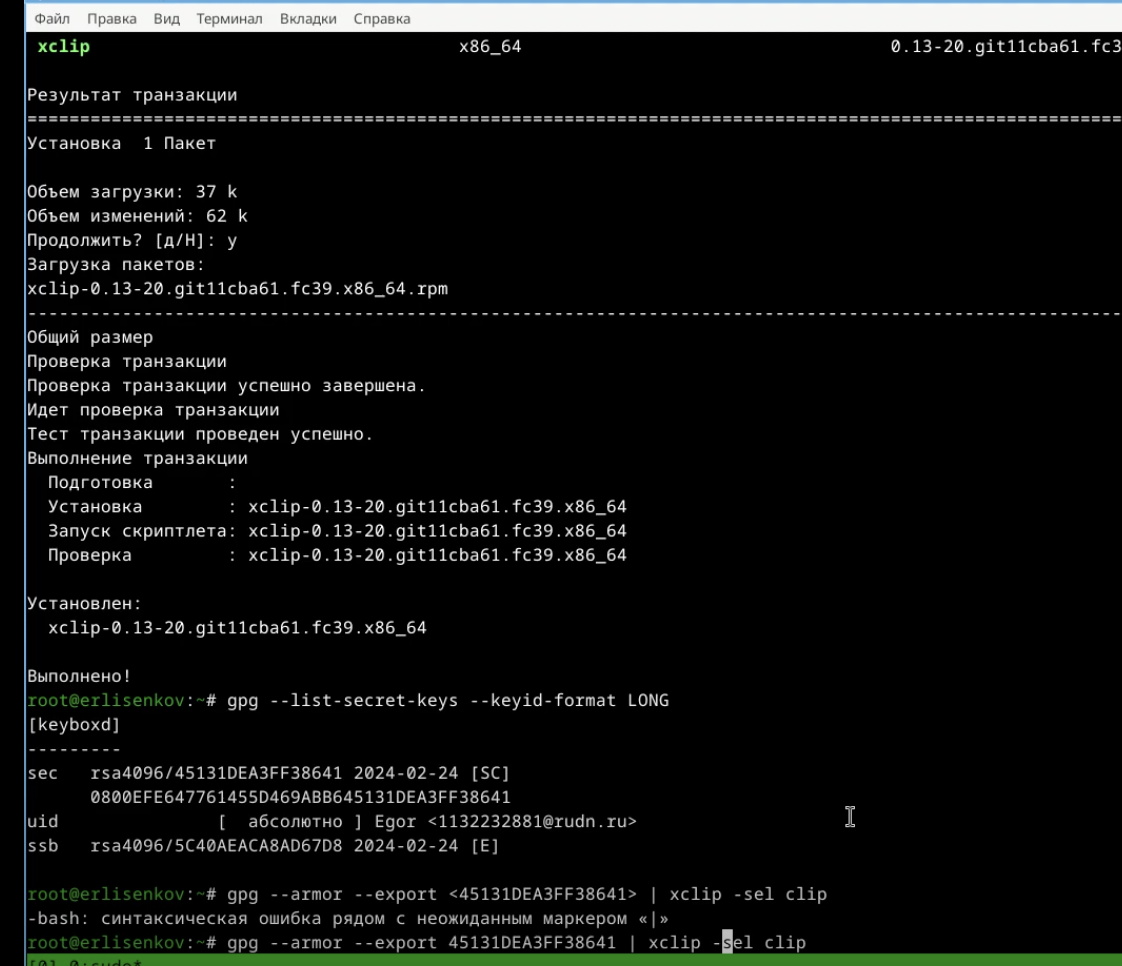 Файл Правка Вид Терминал Вкладки Справка
xclip x86_64 0.13-20.git11cba61.fc3
Результат транзакции
================================================================================================================
Установка 1 Пакет
Объем загрузки: 37 k
Объем изменений: 62 k
Продолжить? [д/Н]: y
Загрузка пакетов:
xclip-0.13-20.git11cba61.fc39.x86_64.rpm
----------------------------------------------------------------------------------------------------------------
Общий размер
Проверка транзакции
Проверка транзакции успешно завершена.
Идет проверка транзакции
Тест транзакции проведен успешно.
Выполнение транзакции
Подготовка :
Установка : xclip-0.13-20.git11cba61.fc39.x86_64
Запуск скриптлета: xclip-0.13-20.git11cba61.fc39.x86_64
Проверка : xclip-0.13-20.git11cba61.fc39.x86_64
Установлен:
xclip-0.13-20.git11cba61.fc39.x86_64
Выполнено!
root@erlisenkov:~# gpg --list-secret-keys --keyid-format LONG
[keyboxd]
---------
sec rsa4096/45131DEA3FF38641 2024-02-24 [SC]
0800EFE647761455D469ABB645131DEA3FF38641
uid [ абсолютно ] Egor <1132232881@rudn.ru>
ssb rsa4096/5C40AEACA8AD67D8 2024-02-24 [E]
root@erlisenkov:~# gpg --armor --export <45131DEA3FF38641> | xclip -sel clip
-bash: синтаксическая ошибка рядом с неожиданным маркером «|»
root@erlisenkov:~# gpg --armor --export 45131DEA3FF38641 | xclip -sel clip
[0] 0:sudo*